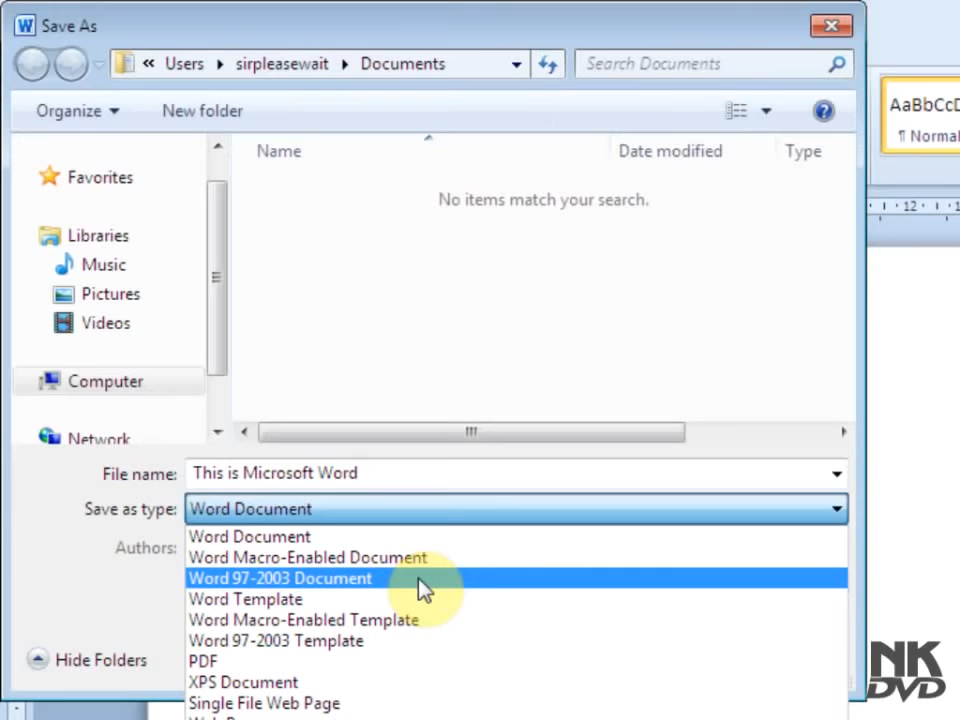 Save As
« Users Documents sirpleasewait
Search Documents
Organize New folder
AaBbCcD
¶ Normal
Name Date modified Type
No items match your search.
12
Favorites
Libraries
Music
Pictures
Videos
Computer
Network
File name: This is Microsoft Word
Save as type: Word Document
Authors:
Word Document
Word Macro-Enabled Document
Word 97-2003 Document
Word Template
Word Macro-Enabled Template
Word 97-2003 Template
PDF
XPS Document
Single File Web Page
Hide Folders
NK
DVD